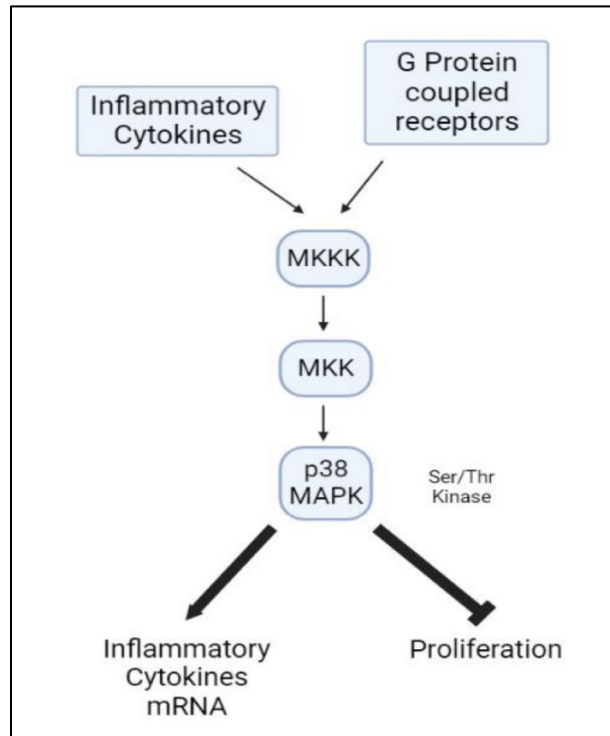 Inflammatory
Cytokines
G Protein
coupled
receptors
MKKK
MKK
p38
MAPK
Ser/Thr
Kinase
Inflammatory
Cytokines
mRNA
Proliferation